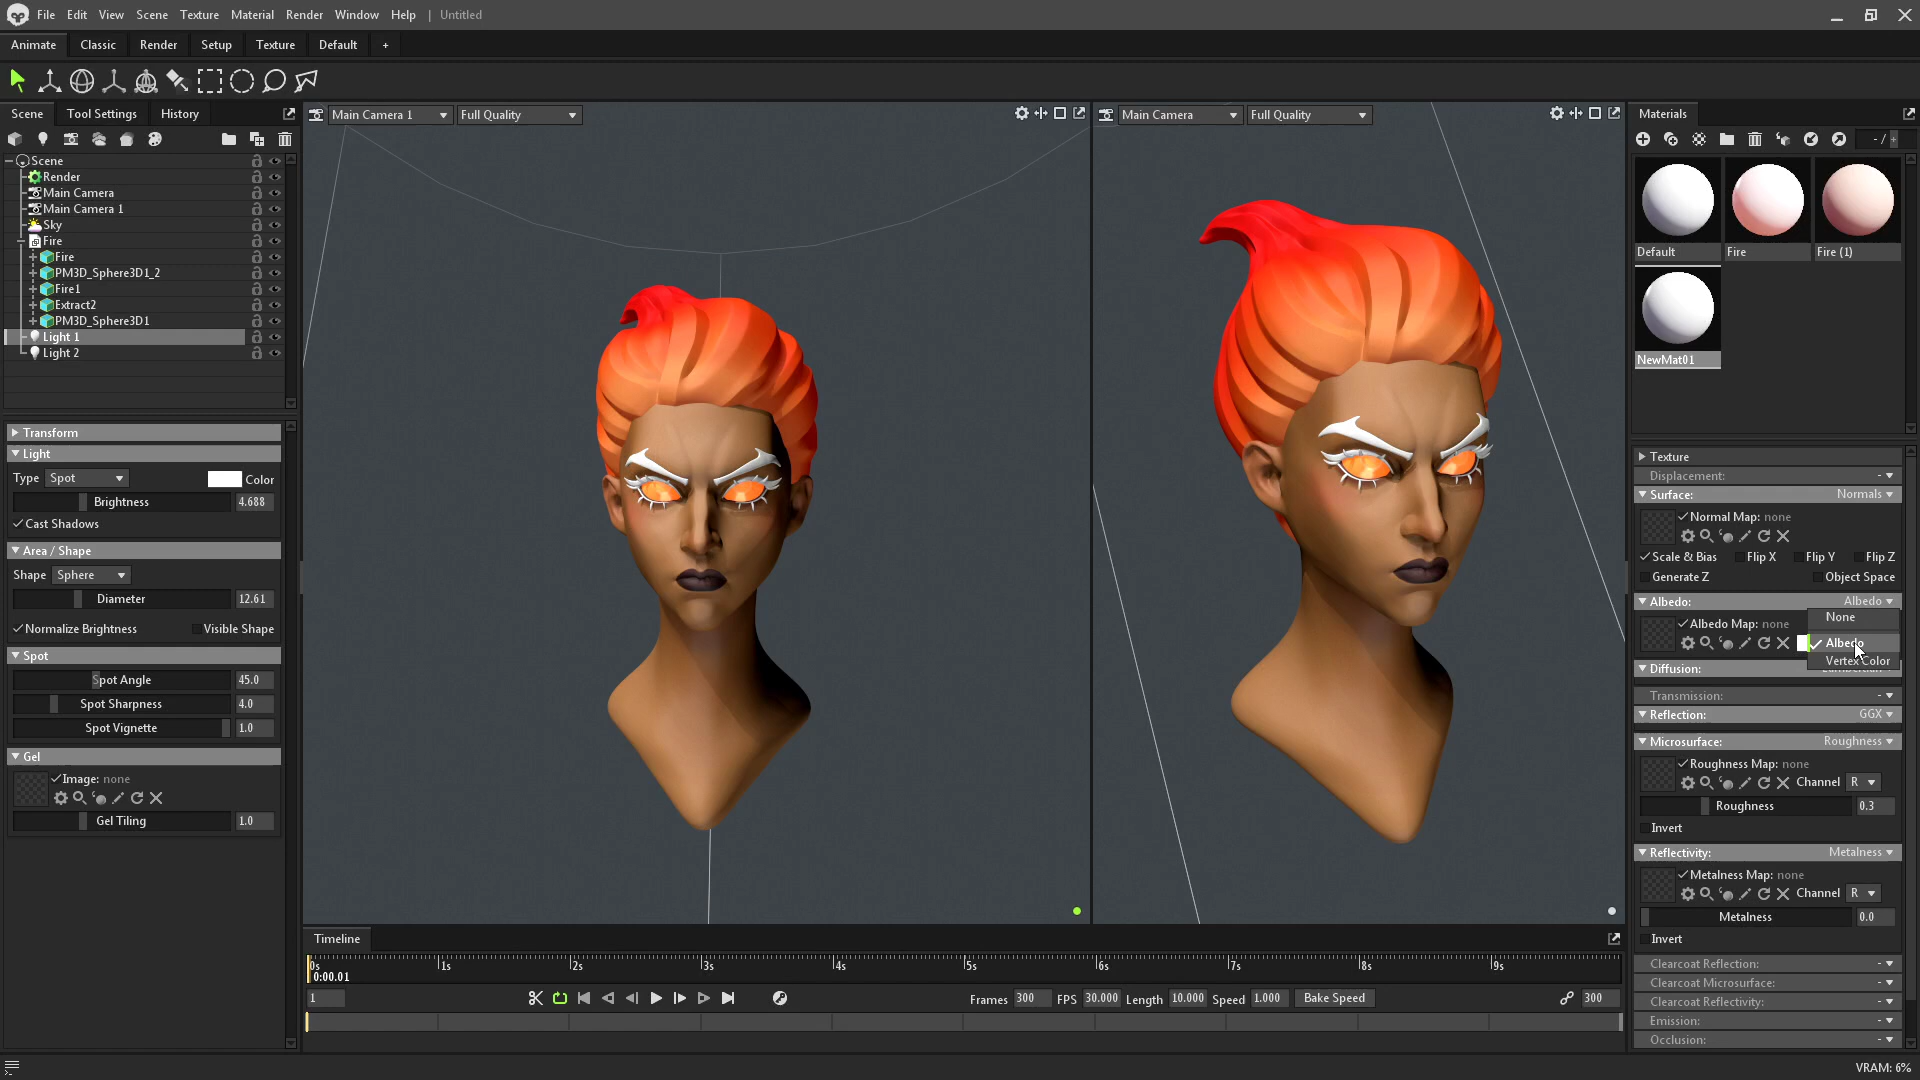 File Edit View Scene Texture Material Render Window Help | Untitled
Animate Classic Render Setup Texture Default +
Scene Tool Settings History
Scene
Render
Main Camera
Main Camera 1
Sky
Fire
Fire
PM3D_Sphere3D1_2
Fire1
Extract2
PM3D_Sphere3D1
Light 1
Light 2
Transform
Light
Type Spot Color
Brightness 4.688
Cast Shadows
Area / Shape
Shape Sphere
Diameter 12.61
Normalize Brightness Visible Shape
Spot
Spot Angle 45.0
Spot Sharpness 4.0
Spot Vignette 1.0
Gel
Image: none
Gel Tiling 1.0
Main Camera 1 Full Quality
Main Camera Full Quality
Timeline
0s 1s 2s 3s 4s 5s 6s 7s 8s 9s
0:00.01
1 Frames 300 FPS 30.000 Length 10.000 Speed 1.000 Bake Speed 300
Materials
- / +
Default Fire Fire (1)
NewMat01
Texture
Displacement: -
Surface: Normals
Normal Map: none
Scale & Bias Flip X Flip Y Flip Z
Generate Z Object Space
Albedo: Albedo
None
Albedo Map: none
Albedo
Vertex Color
Diffusion:
Transmission: -
Reflection: GGX
Microsurface: Roughness
Roughness Map: none
Channel R
Roughness 0.3
Invert
Reflectivity: Metalness
Metalness Map: none
Channel R
Metalness 0.0
Invert
Clearcoat Reflection: -
Clearcoat Microsurface: -
Clearcoat Reflectivity: -
Emission: -
Occlusion: -
VRAM: 6%